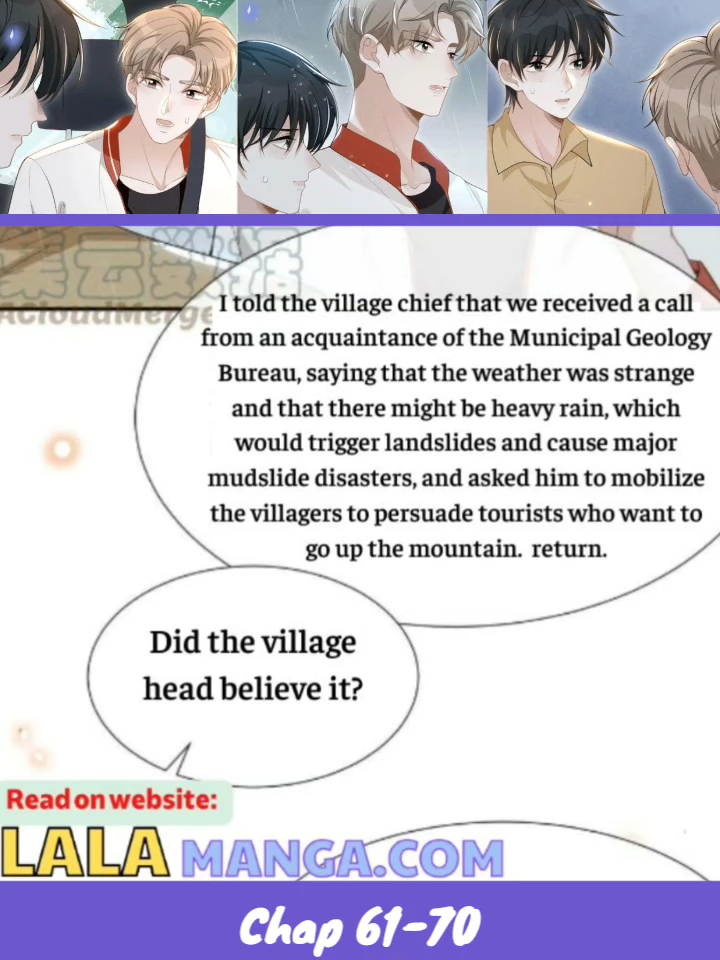 I told the village chief that we received a call
from an acquaintance of the Municipal Geology
Bureau, saying that the weather was strange
and that there might be heavy rain, which
would trigger landslides and cause major
mudslide disasters, and asked him to mobilize
the villagers to persuade tourists who want to
go up the mountain. return.
Did the village
head believe it?
Read on website:
LALA MANGA.COM
Chap 61-70